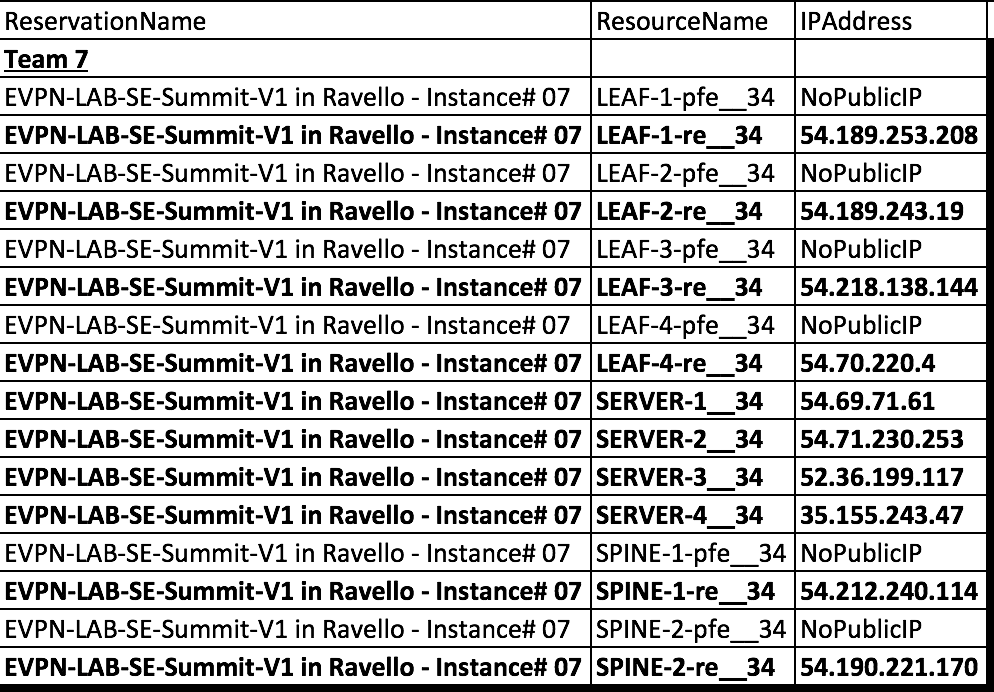 ReservationName ResourceName IPAddress
Team 7
EVPN-LAB-SE-Summit-V1 in Ravello - Instance# 07 LEAF-1-pfe__34 NoPublicIP
EVPN-LAB-SE-Summit-V1 in Ravello - Instance# 07 LEAF-1-re__34 54.189.253.208
EVPN-LAB-SE-Summit-V1 in Ravello - Instance# 07 LEAF-2-pfe__34 NoPublicIP
EVPN-LAB-SE-Summit-V1 in Ravello - Instance# 07 LEAF-2-re__34 54.189.243.19
EVPN-LAB-SE-Summit-V1 in Ravello - Instance# 07 LEAF-3-pfe__34 NoPublicIP
EVPN-LAB-SE-Summit-V1 in Ravello - Instance# 07 LEAF-3-re__34 54.218.138.144
EVPN-LAB-SE-Summit-V1 in Ravello - Instance# 07 LEAF-4-pfe__34 NoPublicIP
EVPN-LAB-SE-Summit-V1 in Ravello - Instance# 07 LEAF-4-re__34 54.70.220.4
EVPN-LAB-SE-Summit-V1 in Ravello - Instance# 07 SERVER-1__34 54.69.71.61
EVPN-LAB-SE-Summit-V1 in Ravello - Instance# 07 SERVER-2__34 54.71.230.253
EVPN-LAB-SE-Summit-V1 in Ravello - Instance# 07 SERVER-3__34 52.36.199.117
EVPN-LAB-SE-Summit-V1 in Ravello - Instance# 07 SERVER-4__34 35.155.243.47
EVPN-LAB-SE-Summit-V1 in Ravello - Instance# 07 SPINE-1-pfe__34 NoPublicIP
EVPN-LAB-SE-Summit-V1 in Ravello - Instance# 07 SPINE-1-re__34 54.212.240.114
EVPN-LAB-SE-Summit-V1 in Ravello - Instance# 07 SPINE-2-pfe__34 NoPublicIP
EVPN-LAB-SE-Summit-V1 in Ravello - Instance# 07 SPINE-2-re__34 54.190.221.170